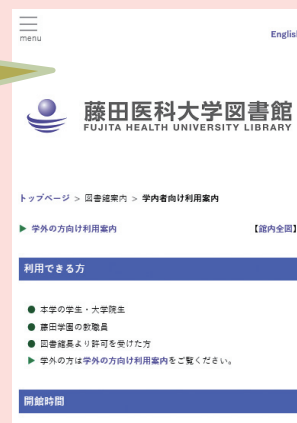 menu
English
藤田医科大学図書館
FUJITA HEALTH UNIVERSITY LIBRARY
トップページ > 図書館案内 > 学内者向け利用案内
▶ 学外の方向け利用案内 【館内全図】
利用できる方
● 本学の学生・大学院生
● 藤田学園の教職員
● 図書館長より許可を受けた方
▶ 学外の方は学外の方向け利用案内をご覧ください。
開館時間